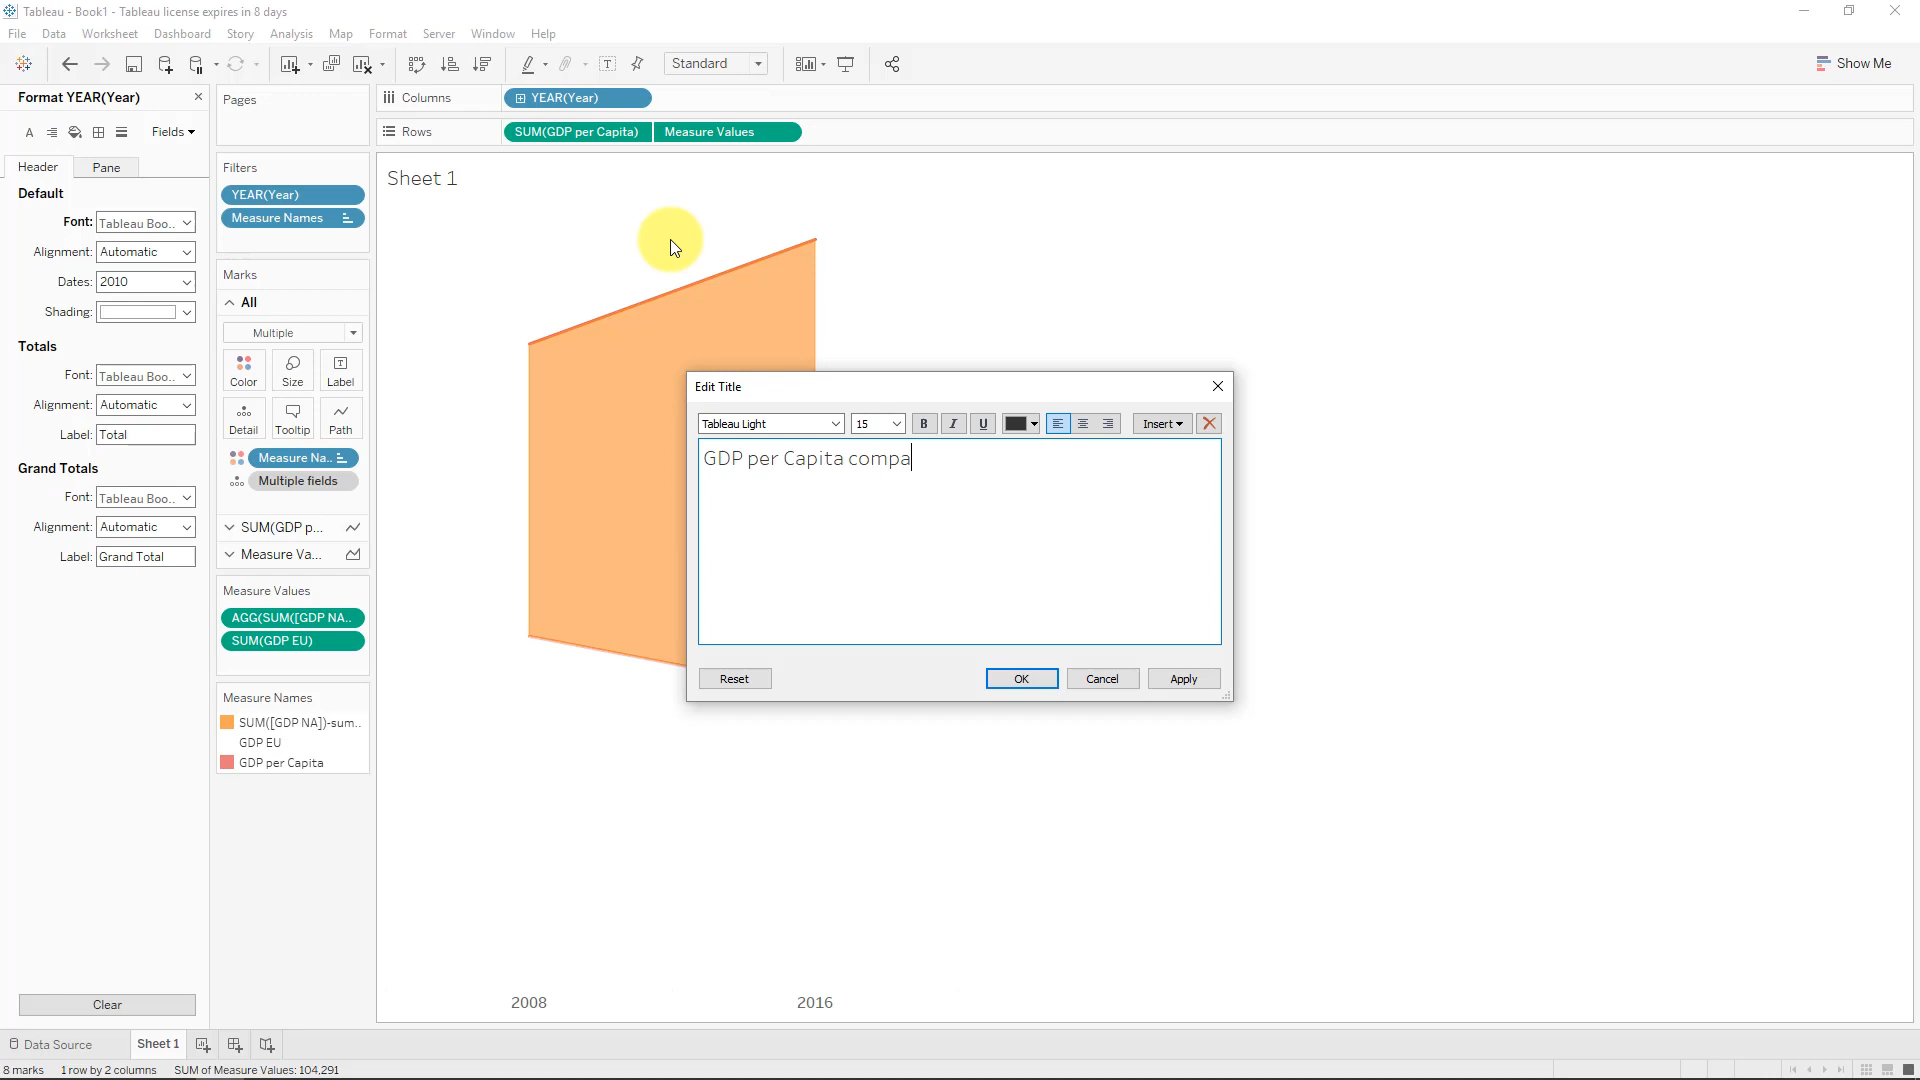 Tableau - Book1 - Tableau license expires in 8 days
File Data Worksheet Dashboard Story Analysis Map Format Server Window Help
Standard
Show Me
Format YEAR(Year)
Fields
Header Pane
Default
Font: Tableau Boo..
Alignment: Automatic
Dates: 2010
Shading:
Totals
Font: Tableau Boo..
Alignment: Automatic
Label: Total
Grand Totals
Font: Tableau Boo..
Alignment: Automatic
Label: Grand Total
Clear
Pages
Filters
YEAR(Year)
Measure Names
Marks
All
Multiple
Color Size Label
Detail Tooltip Path
Measure Na..
Multiple fields
SUM(GDP p...
Measure Va...
Measure Values
AGG(SUM([GDP NA..
SUM(GDP EU)
Measure Names
SUM([GDP NA])-sum..
GDP EU
GDP per Capita
Columns YEAR(Year)
Rows SUM(GDP per Capita) Measure Values
Sheet 1
Edit Title
Tableau Light 15 B I U Insert
GDP per Capita compa
Reset OK Cancel Apply
2008 2016
Data Source Sheet 1
8 marks 1 row by 2 columns SUM of Measure Values: 104,291